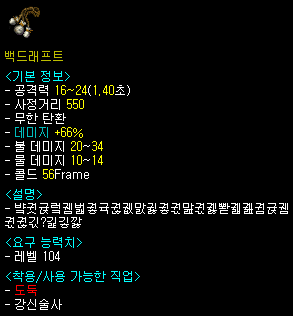 백드래프트
<기본 정보>
- 공격력 16~24(1.40초)
- 사정거리 550
- 무한 탄환
- 데미지 +66%
- 불 데미지 20~34
- 물 데미지 10~14
- 콜드 56Frame
<설명>
<요구 능력치>
- 레벨 104
<착용/사용 가능한 직업>
- 도둑
- 강신술사